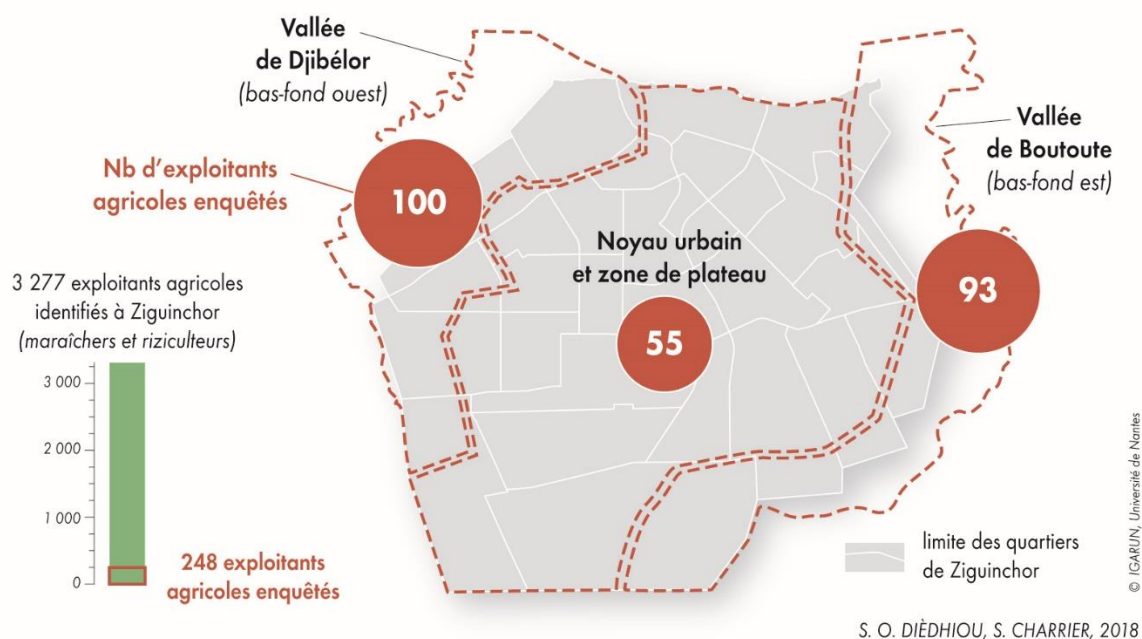 Vallée
de Djibélor
(bas-fond ouest)
Vallée
de Boutoute
(bas-fond est)
Nb d'exploitants
agricoles enquêtés
100
Noyau urbain
et zone de plateau
55
93
3 277 exploitants agricoles
identifiés à Ziguinchor
(maraîchers et riziculteurs)
3 000
2 000
1 000
0
248 exploitants
agricoles enquêtés
limite des quartiers
de Ziguinchor
© IGARUN, Université de Nantes
S. O. DIÈDHIOU, S. CHARRIER, 2018